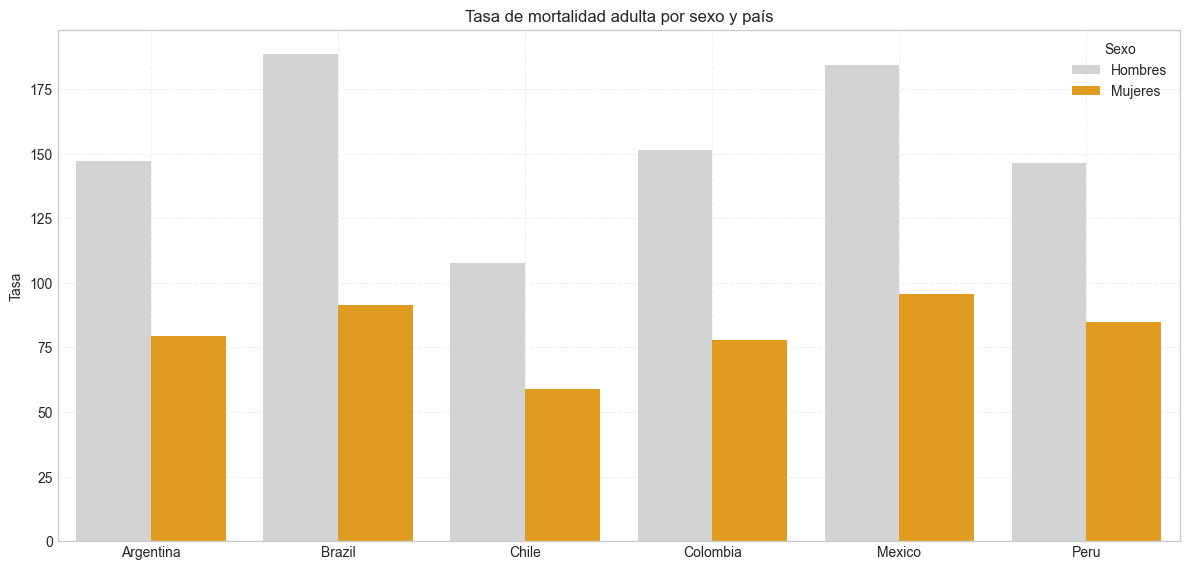 Tasa de mortalidad adulta por sexo y país
Sexo
Hombres
Mujeres
Tasa
175
150
125
100
75
50
25
0
Argentina Brazil Chile Colombia Mexico Peru